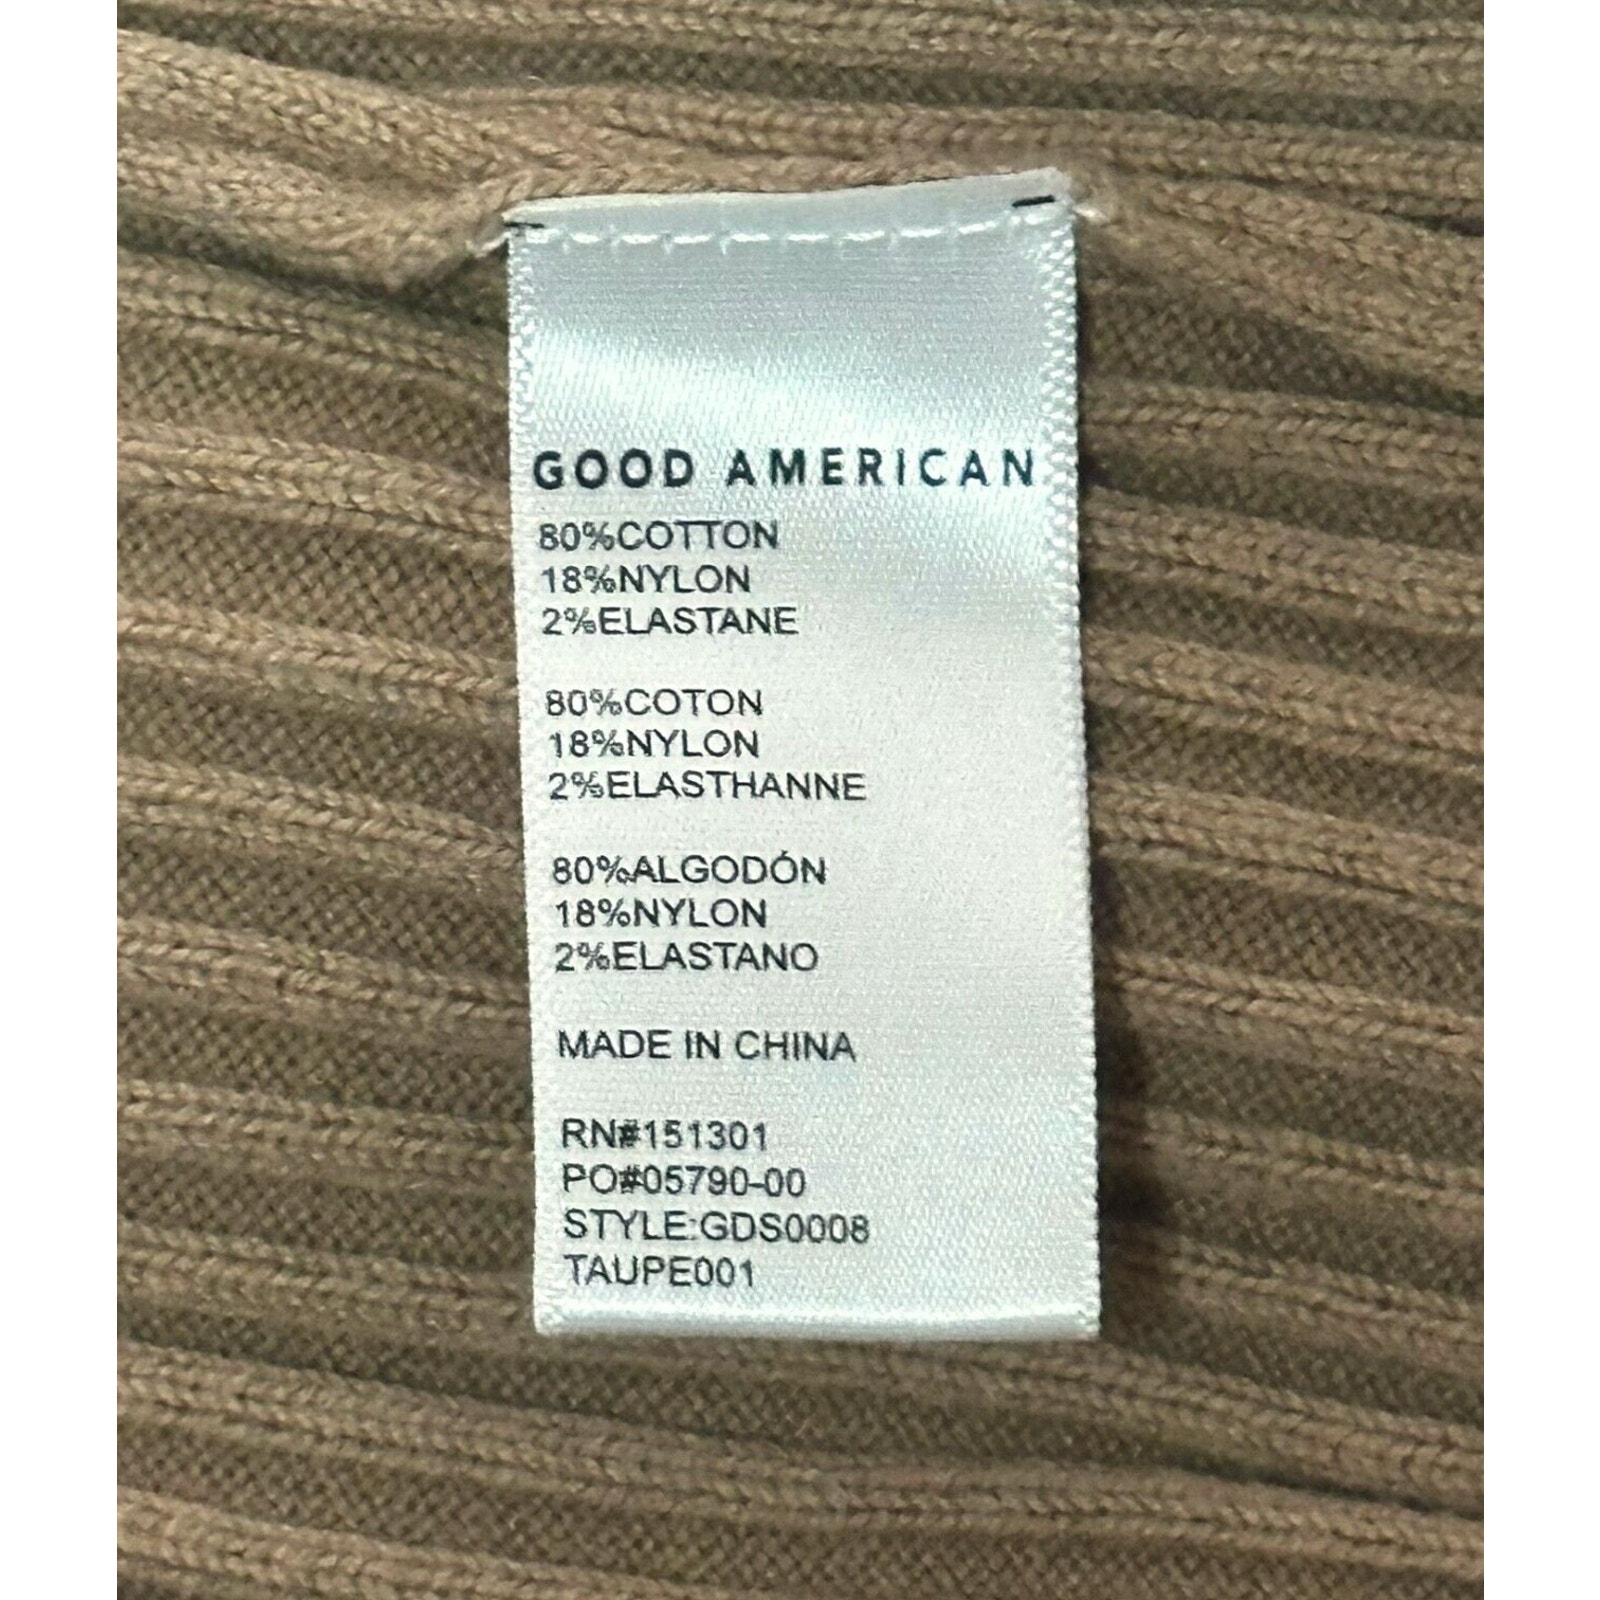 GOOD AMERICAN
80%COTTON
18%NYLON
2%ELASTANE
80%COTON
18%NYLON
2%ELASTHANNE
80%ALGODÓN
18%NYLON
2%ELASTANO
MADE IN CHINA
RN#151301
PO#05790-00
STYLE:GDS0008
TAUPE001